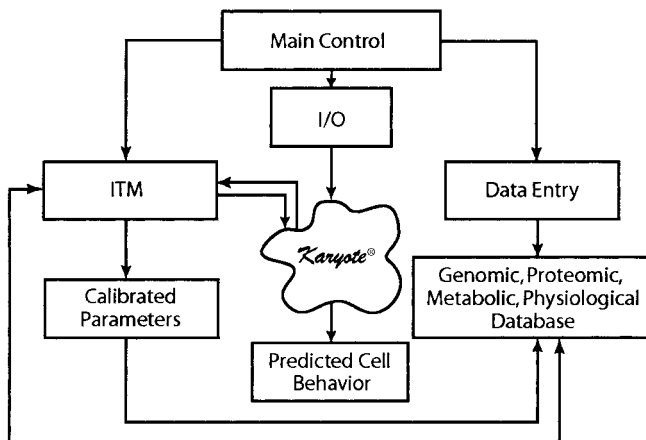 Main Control
I/O
ITM
Data Entry
Karyote®
Calibrated
Parameters
Genomic, Proteomic,
Metabolic, Physiological
Database
Predicted Cell
Behavior